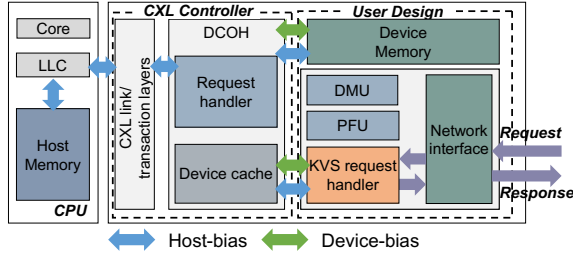 CXL Controller
User Design
Core
LLC
Host
Memory
CPU
CXL link/
transaction layers
DCOH
Request
handler
Device cache
Device
Memory
DMU
PFU
KVS request
handler
Network
interface
Request
Response
Host-bias
Device-bias